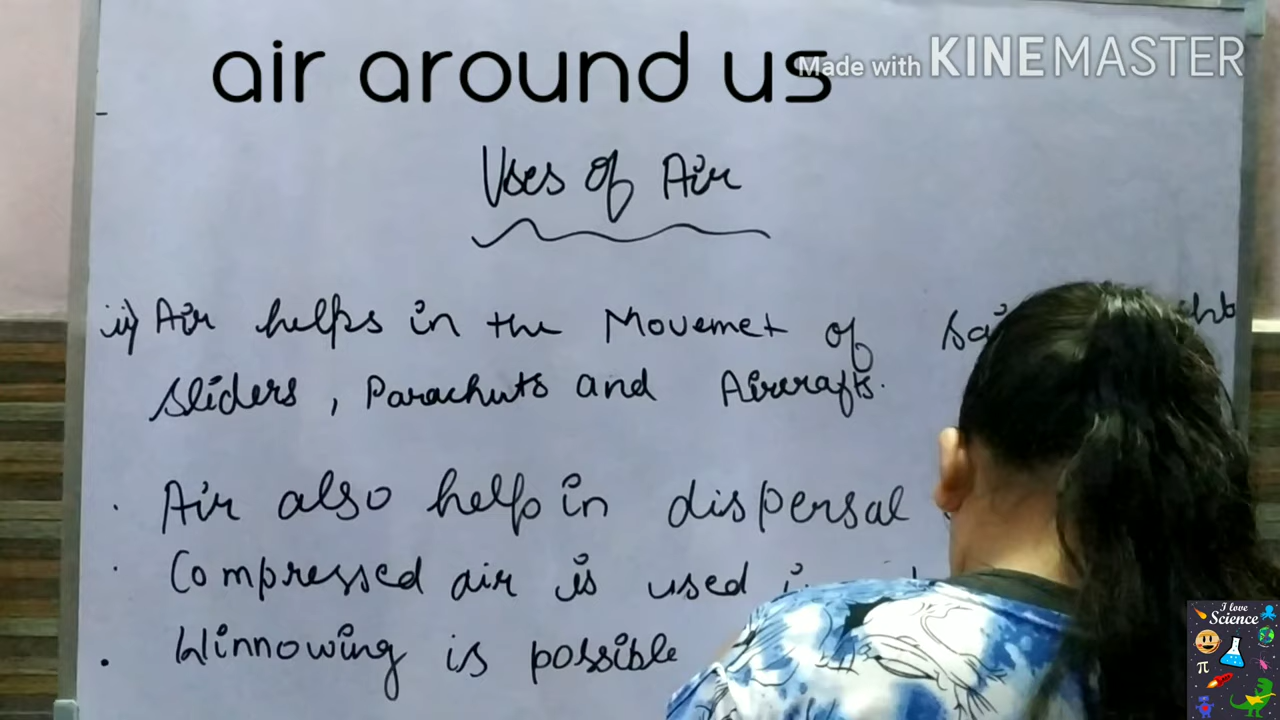 air around us
Made with KINEMASTER
Uses of Air
ii) Air helps in the Movemet of
sliders, Parachuts and Aircrafts.
. Air also help in dispersal
. Compressed air is used
. Winnowing is possible
I love
Science
π